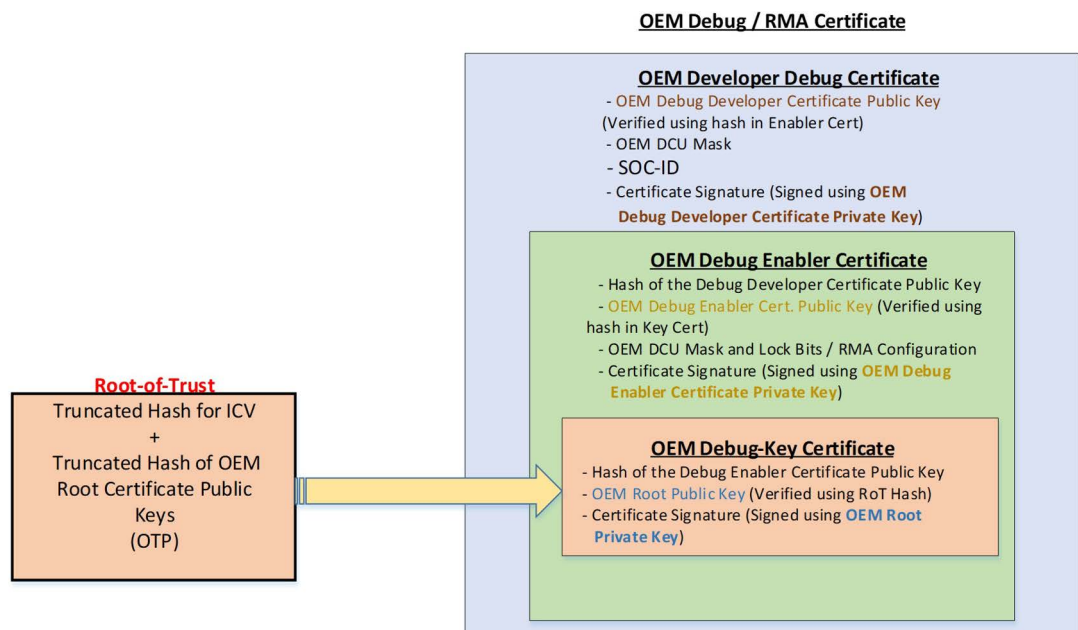 OEM Debug / RMA Certificate
OEM Developer Debug Certificate
- OEM Debug Developer Certificate Public Key
(Verified using hash in Enabler Cert)
- OEM DCU Mask
- SOC-ID
- Certificate Signature (Signed using OEM
Debug Developer Certificate Private Key)
OEM Debug Enabler Certificate
- Hash of the Debug Developer Certificate Public Key
- OEM Debug Enabler Cert. Public Key (Verified using
hash in Key Cert)
- OEM DCU Mask and Lock Bits / RMA Configuration
- Certificate Signature (Signed using OEM Debug
Enabler Certificate Private Key)
OEM Debug-Key Certificate
- Hash of the Debug Enabler Certificate Public Key
- OEM Root Public Key (Verified using RoT Hash)
- Certificate Signature (Signed using OEM Root
Private Key)
Root-of-Trust
Truncated Hash for ICV
+
Truncated Hash of OEM
Root Certificate Public
Keys
(OTP)